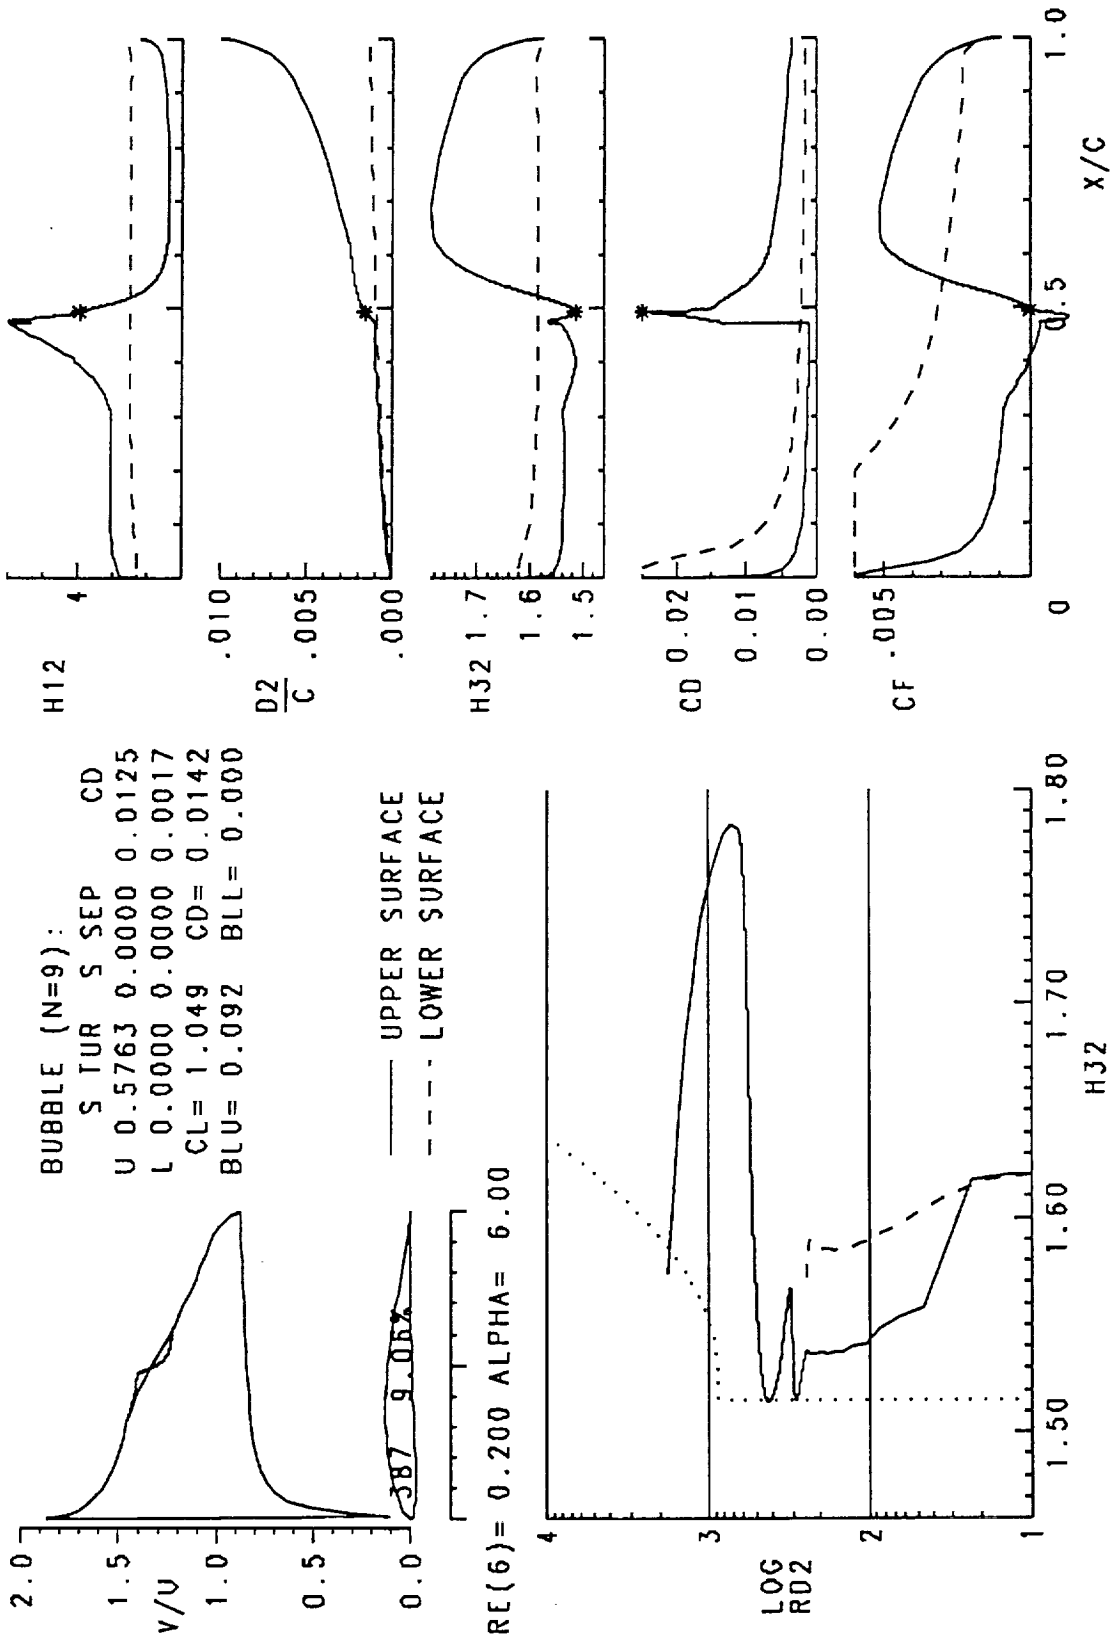 BUBBLE (N=9):
S TUR S SEP CD
U 0.5763 0.0000 0.0125
L 0.0000 0.0000 0.0017
CL= 1.049 CD= 0.0142
BLU= 0.092 BLL= 0.000
2.0
1.5
V/U
1.0
0.5
0.0
387 9.06%
UPPER SURFACE
LOWER SURFACE
RE(6)= 0.200 ALPHA= 6.00
4
3
LOG
RD2
2
1
1.50
1.60
1.70
1.80
H32
H12
4
.010
D2
C
.005
.000
H32
1.7
1.6
1.5
CD
0.02
0.01
0.00
CF
.005
0
0.5
1.0
X/C